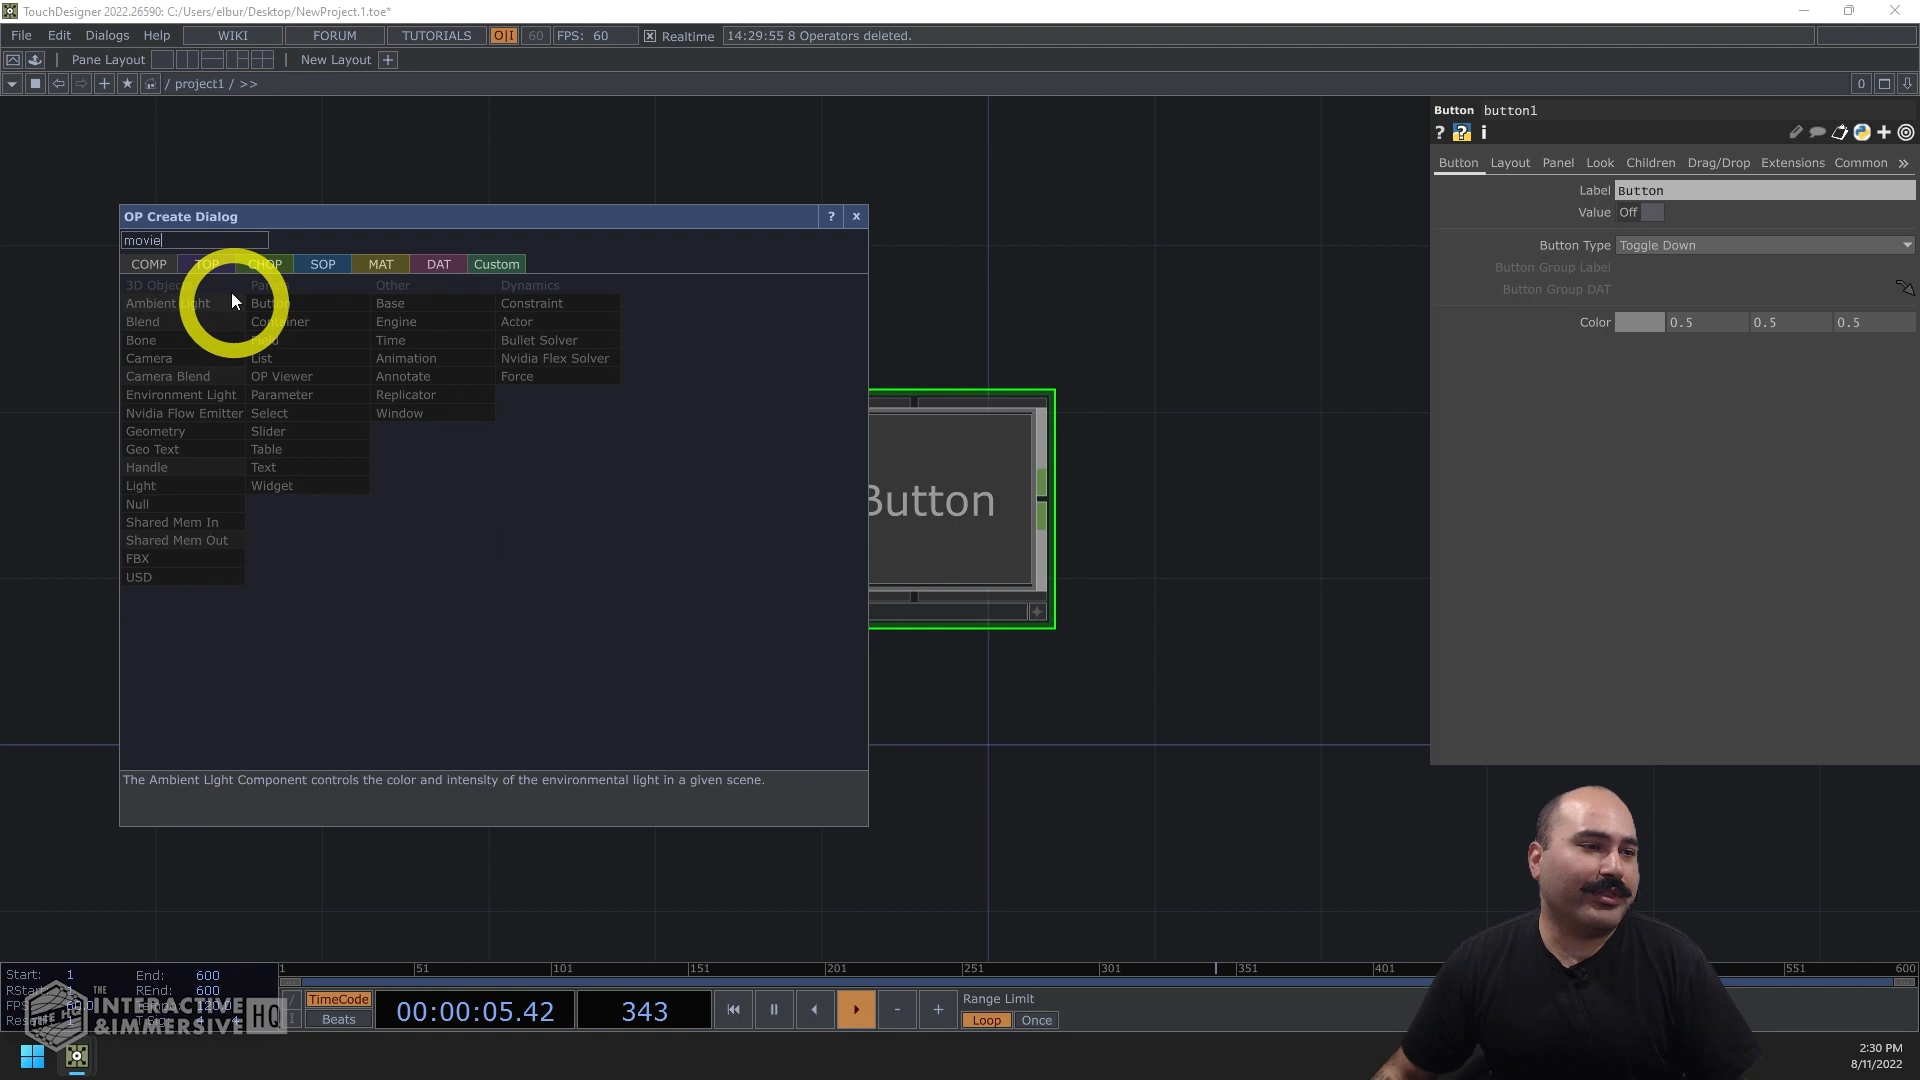 TouchDesigner 2022.26590: C:/Users/elbur/Desktop/NewProject.1.toe*
File Edit Dialogs Help WIKI FORUM TUTORIALS O|I 60 FPS: 60 Realtime 14:29:55 8 Operators deleted.
Pane Layout New Layout +
/ project1 / >> 0
Button button1
? ? i
Button Layout Panel Look Children Drag/Drop Extensions Common
Label Button
Value Off
Button Type Toggle Down
Button Group Label
Button Group DAT
Color 0.5 0.5 0.5
OP Create Dialog ? x
movie
COMP TOP CHOP SOP MAT DAT Custom
3D Objects Panels Other Dynamics
Ambient Light Button Base Constraint
Blend Container Engine Actor
Bone Field Time Bullet Solver
Camera List Animation Nvidia Flex Solver
Camera Blend OP Viewer Annotate Force
Environment Light Parameter Replicator
Nvidia Flow Emitter Select Window
Geometry Slider
Geo Text Table
Handle Text
Light Widget
Null
Shared Mem In
Shared Mem Out
FBX
USD
The Ambient Light Component controls the color and intensity of the environmental light in a given scene.
Button
1 51 101 151 201 251 301 351 401 551 600
Start: 1 End: 600
REnd: 600
TimeCode 00:00:05.42 343 - + Range Limit
Beats Loop Once
THE INTERACTIVE & IMMERSIVE HQ
2:30 PM
8/11/2022